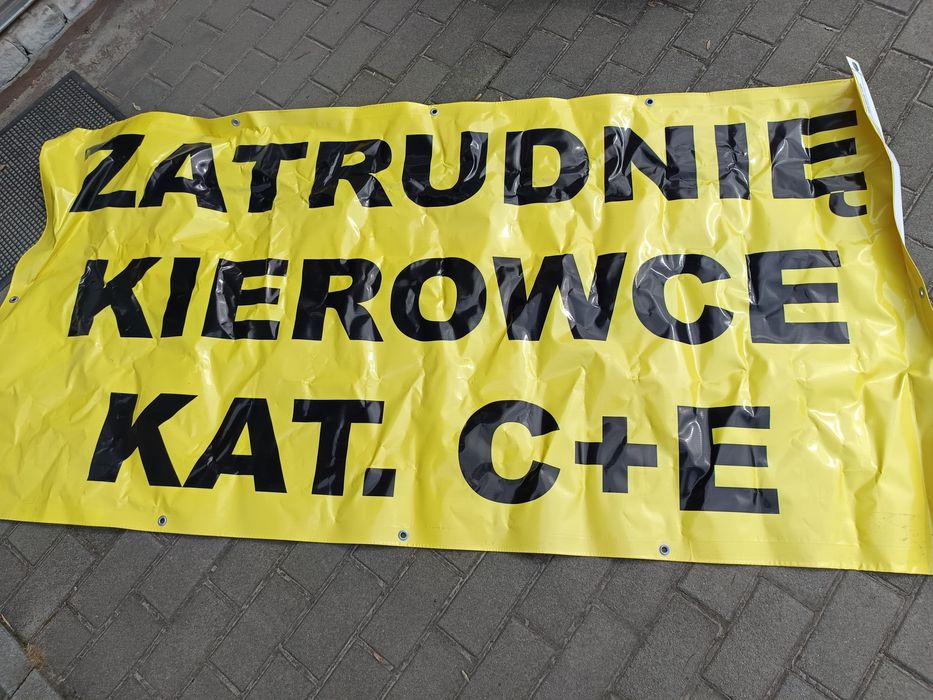 ZATRUDNIĘ
KIEROWCE
KAT. C+E